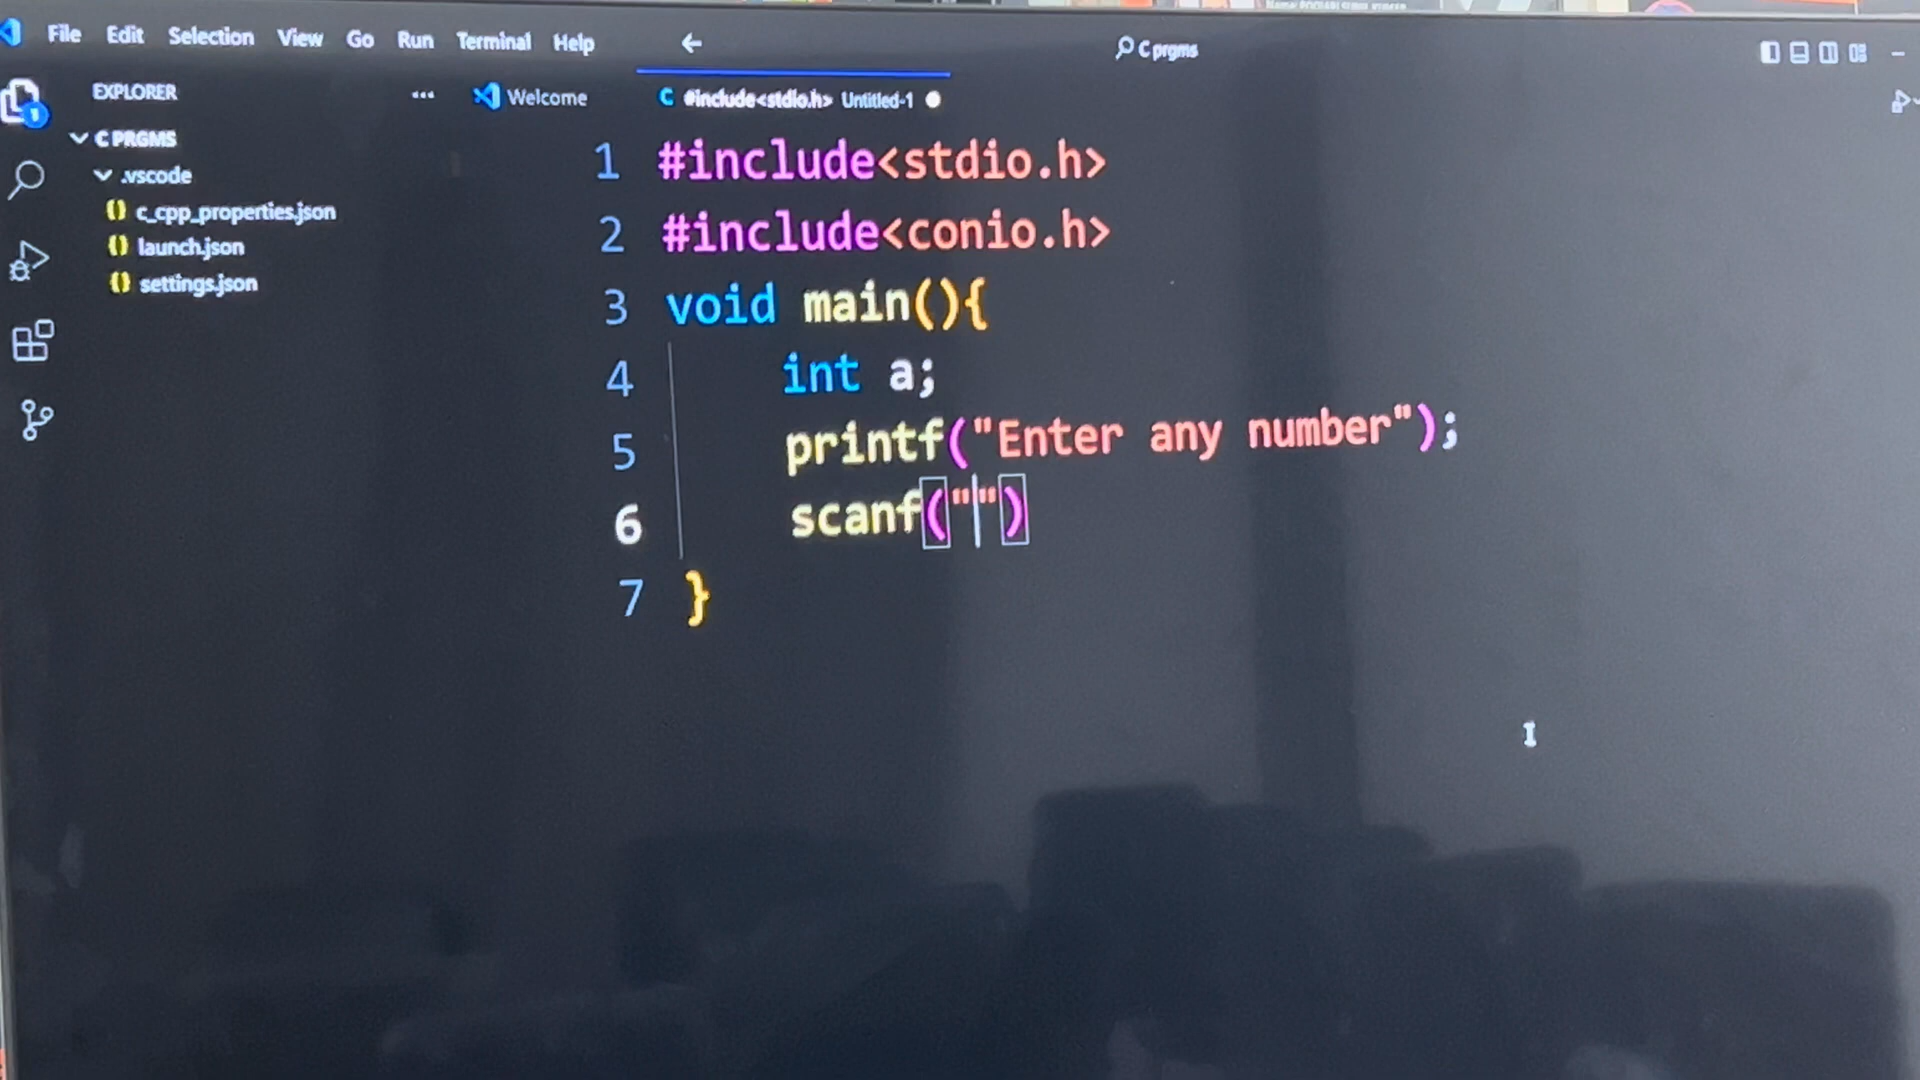 File Edit Selection View Go Run Terminal Help
C prgms
EXPLORER
Welcome
C #include<stdio.h> Untitled-1
1
C PRGMS
.vscode
{} c_cpp_properties.json
{} launch.json
{} settings.json
1 #include<stdio.h>
2 #include<conio.h>
3 void main(){
4 int a;
5 printf("Enter any number");
6 scanf("")
7 }